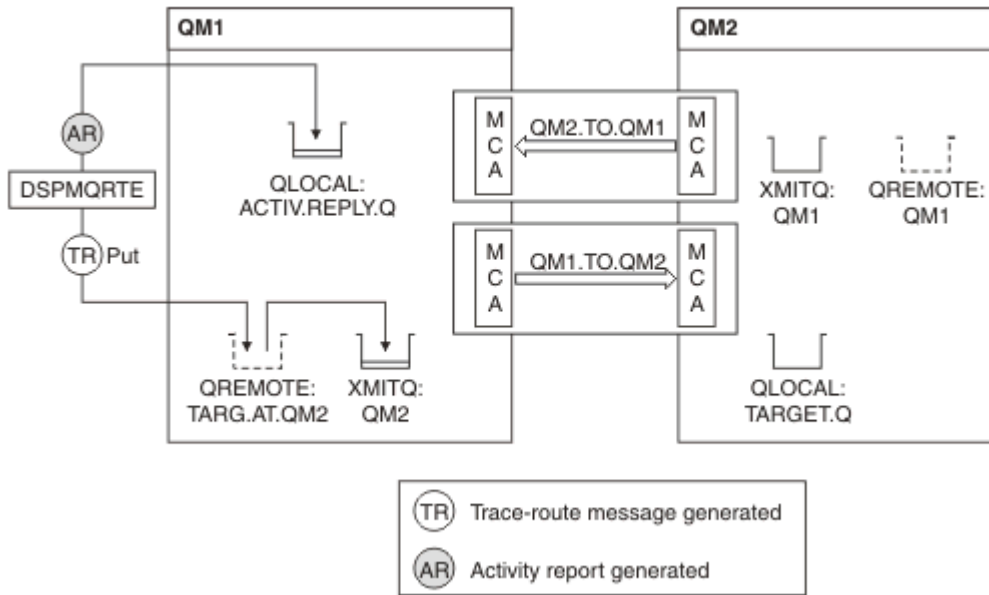 QM1
QM2
AR
DSPMQRTE
TR Put
QLOCAL:
ACTIV.REPLY.Q
M
C
A
QM2.TO.QM1
M
C
A
XMITQ:
QM1
QREMOTE:
QM1
M
C
A
QM1.TO.QM2
M
C
A
QREMOTE:
TARG.AT.QM2
XMITQ:
QM2
QLOCAL:
TARGET.Q
TR Trace-route message generated
AR Activity report generated